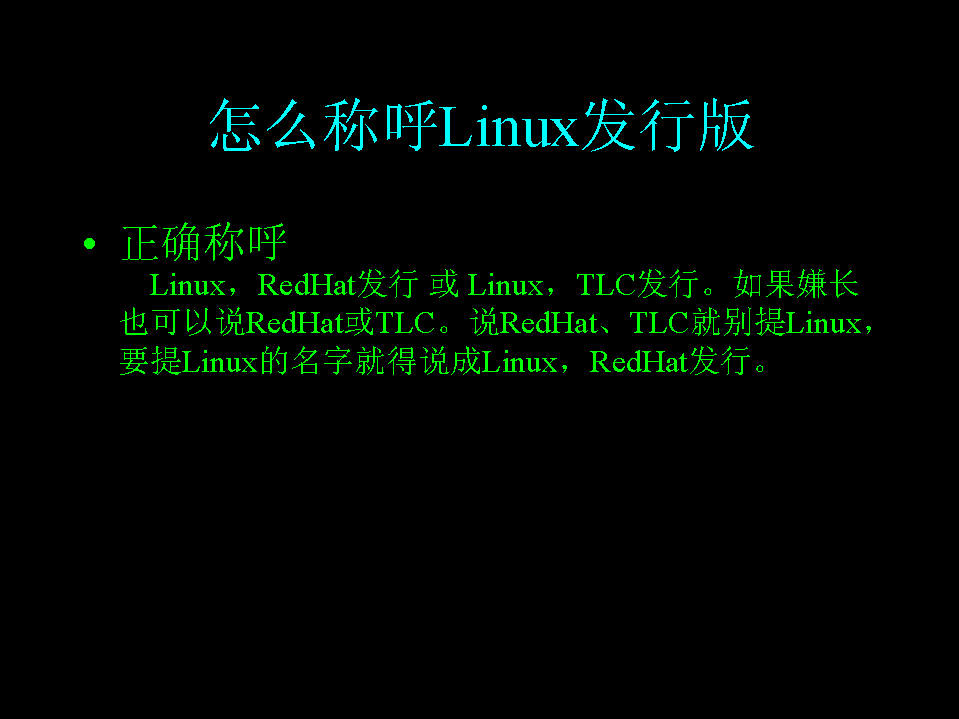 怎么称呼Linux发行版
• 正确称呼
Linux，RedHat发行 或 Linux，TLC发行。如果嫌长
也可以说RedHat或TLC。说RedHat、TLC就别提Linux，
要提Linux的名字就得说成Linux，RedHat发行。